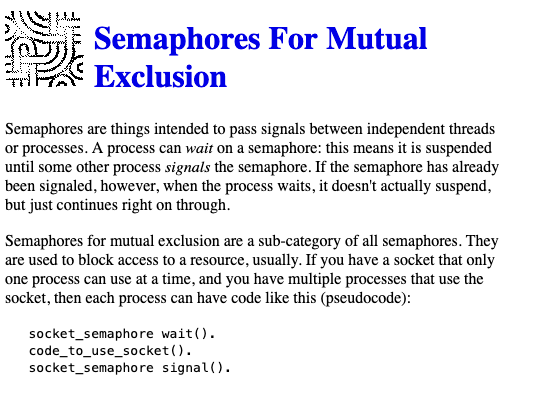 Semaphores For Mutual
Exclusion
Semaphores are things intended to pass signals between independent threads
or processes. A process can wait on a semaphore: this means it is suspended
until some other process signals the semaphore. If the semaphore has already
been signaled, however, when the process waits, it doesn't actually suspend,
but just continues right on through.
Semaphores for mutual exclusion are a sub-category of all semaphores. They
are used to block access to a resource, usually. If you have a socket that only
one process can use at a time, and you have multiple processes that use the
socket, then each process can have code like this (pseudocode):
socket_semaphore wait().
code_to_use_socket().
socket_semaphore signal().